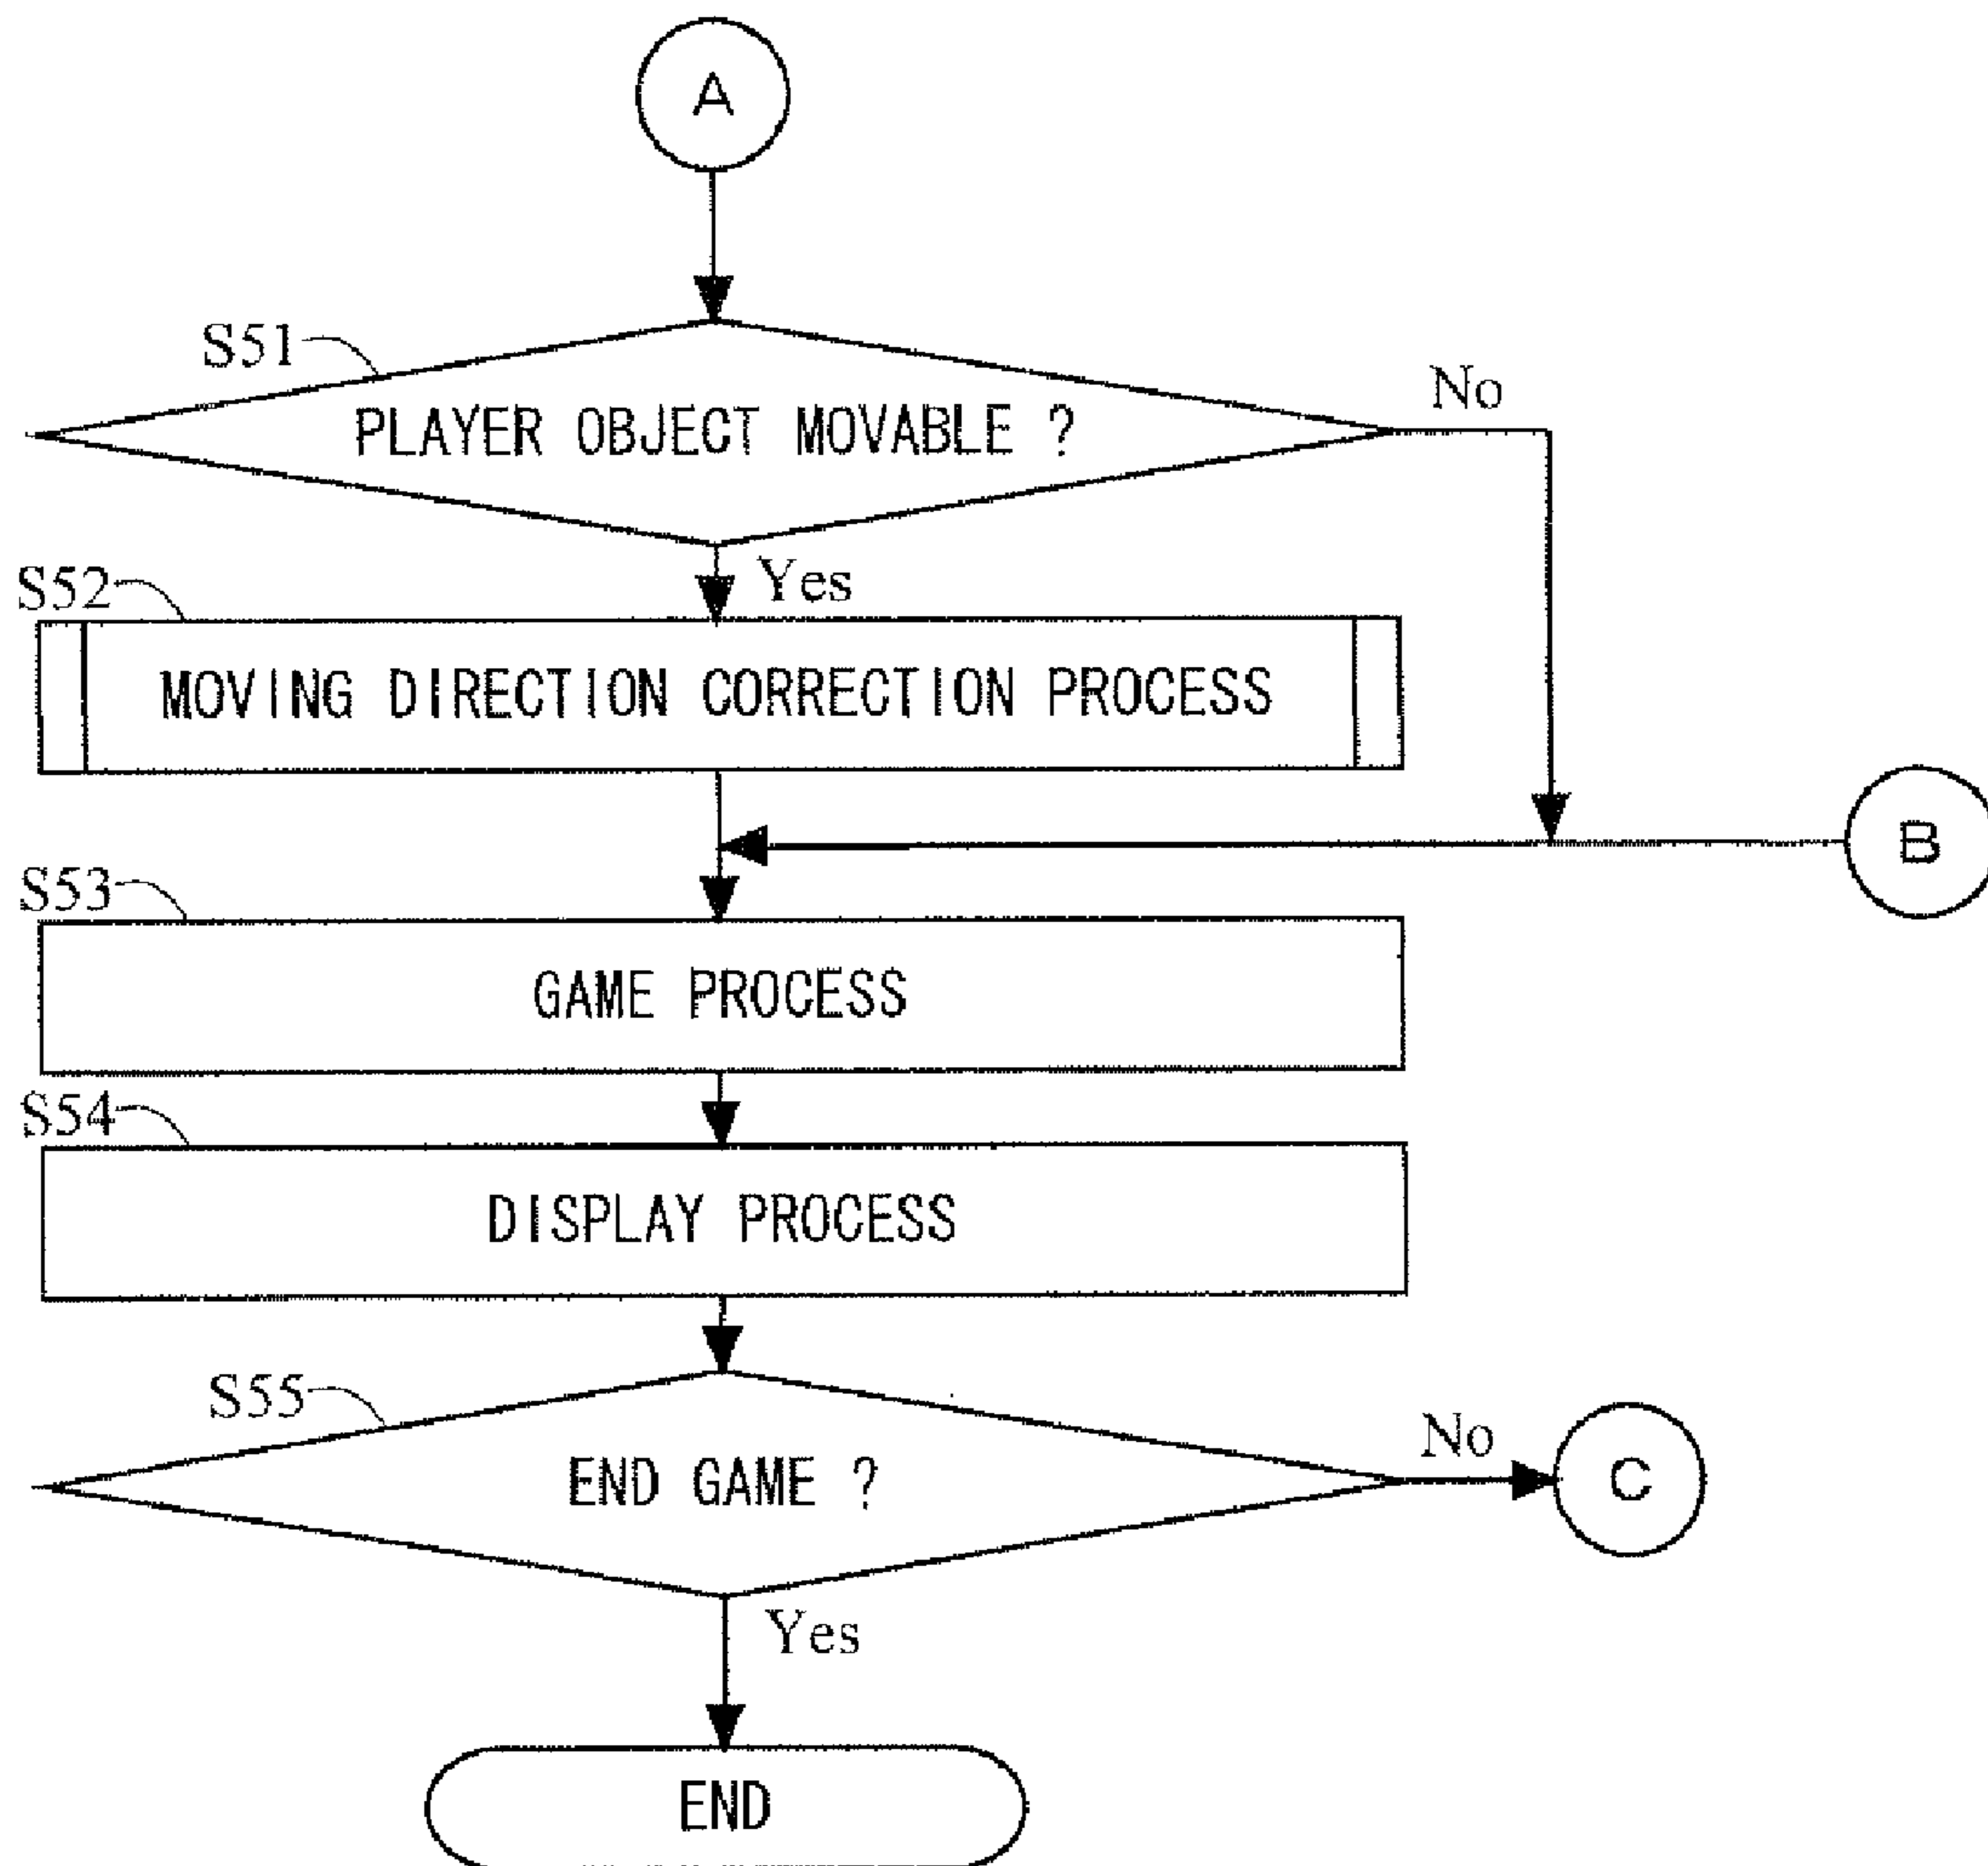 A
S51
No
PLAYER OBJECT MOVABLE ?
Yes
S52
MOVING DIRECTION CORRECTION PROCESS
B
S53
GAME PROCESS
S54
DISPLAY PROCESS
S55
No
C
END GAME ?
Yes
END